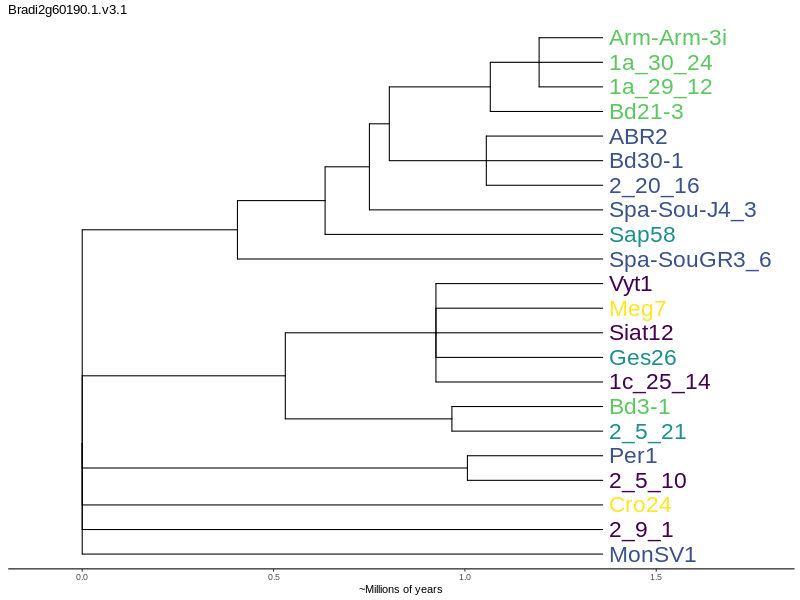 Bradi2g60190.1.v3.1
Arm-Arm-3i
1a_30_24
1a_29_12
Bd21-3
ABR2
Bd30-1
2_20_16
Spa-Sou-J4_3
Sap58
Spa-SouGR3_6
Vyt1
Meg7
Siat12
Ges26
1c_25_14
Bd3-1
2_5_21
Per1
2_5_10
Cro24
2_9_1
MonSV1
0.0 0.5 1.0 1.5
~Millions of years